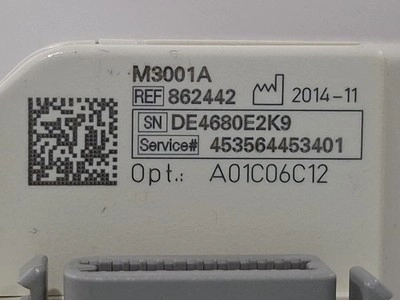 M3001A
REF 862442 2014-11
SN DE4680E2K9
Service# 453564453401
Opt.: A01C06C12